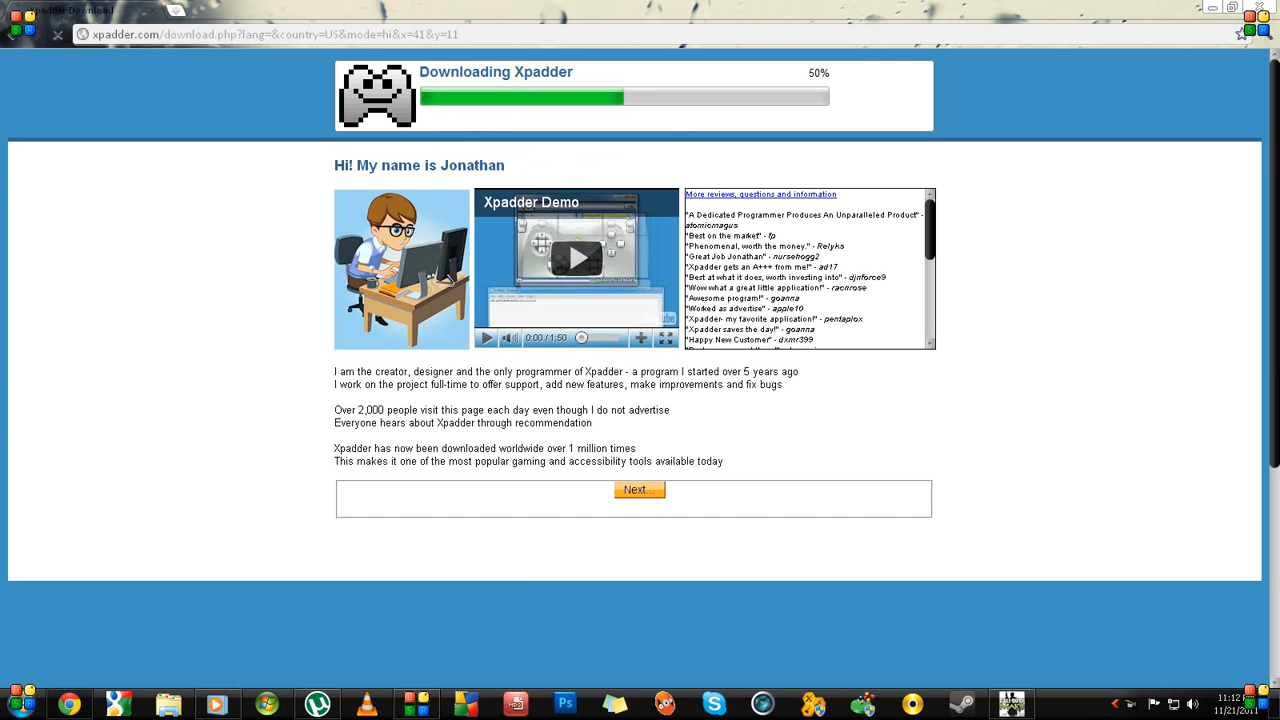 Xpadder Download
xpadder.com/download.php?lang=&country=US&mode=hi&x=41&y=11
Downloading Xpadder
50%
Hi! My name is Jonathan
Xpadder Demo
0:00 / 1:50
More reviews, questions and information
"A Dedicated Programmer Produces An Unparalleled Product" -
atomicmagus
"Best on the market" - fp
"Phenomenal, worth the money." - Relyks
"Great Job Jonathan" - nursehogg2
"Xpadder gets an A+++ from me!" - ad17
"Best at what it does, worth investing into" - djnforce9
"Wow what a great little application!" - raonrose
"Awesome program!" - goanna
"Worked as advertise" - apple10
"Xpadder- my favorite application!" - pentaplox
"Xpadder saves the day!" - goanna
"Happy New Customer" - dxmr399
I am the creator, designer and the only programmer of Xpadder - a program I started over 5 years ago
I work on the project full-time to offer support, add new features, make improvements and fix bugs
Over 2,000 people visit this page each day even though I do not advertise
Everyone hears about Xpadder through recommendation
Xpadder has now been downloaded worldwide over 1 million times
This makes it one of the most popular gaming and accessibility tools available today
Next...
11:12
11/21/2011